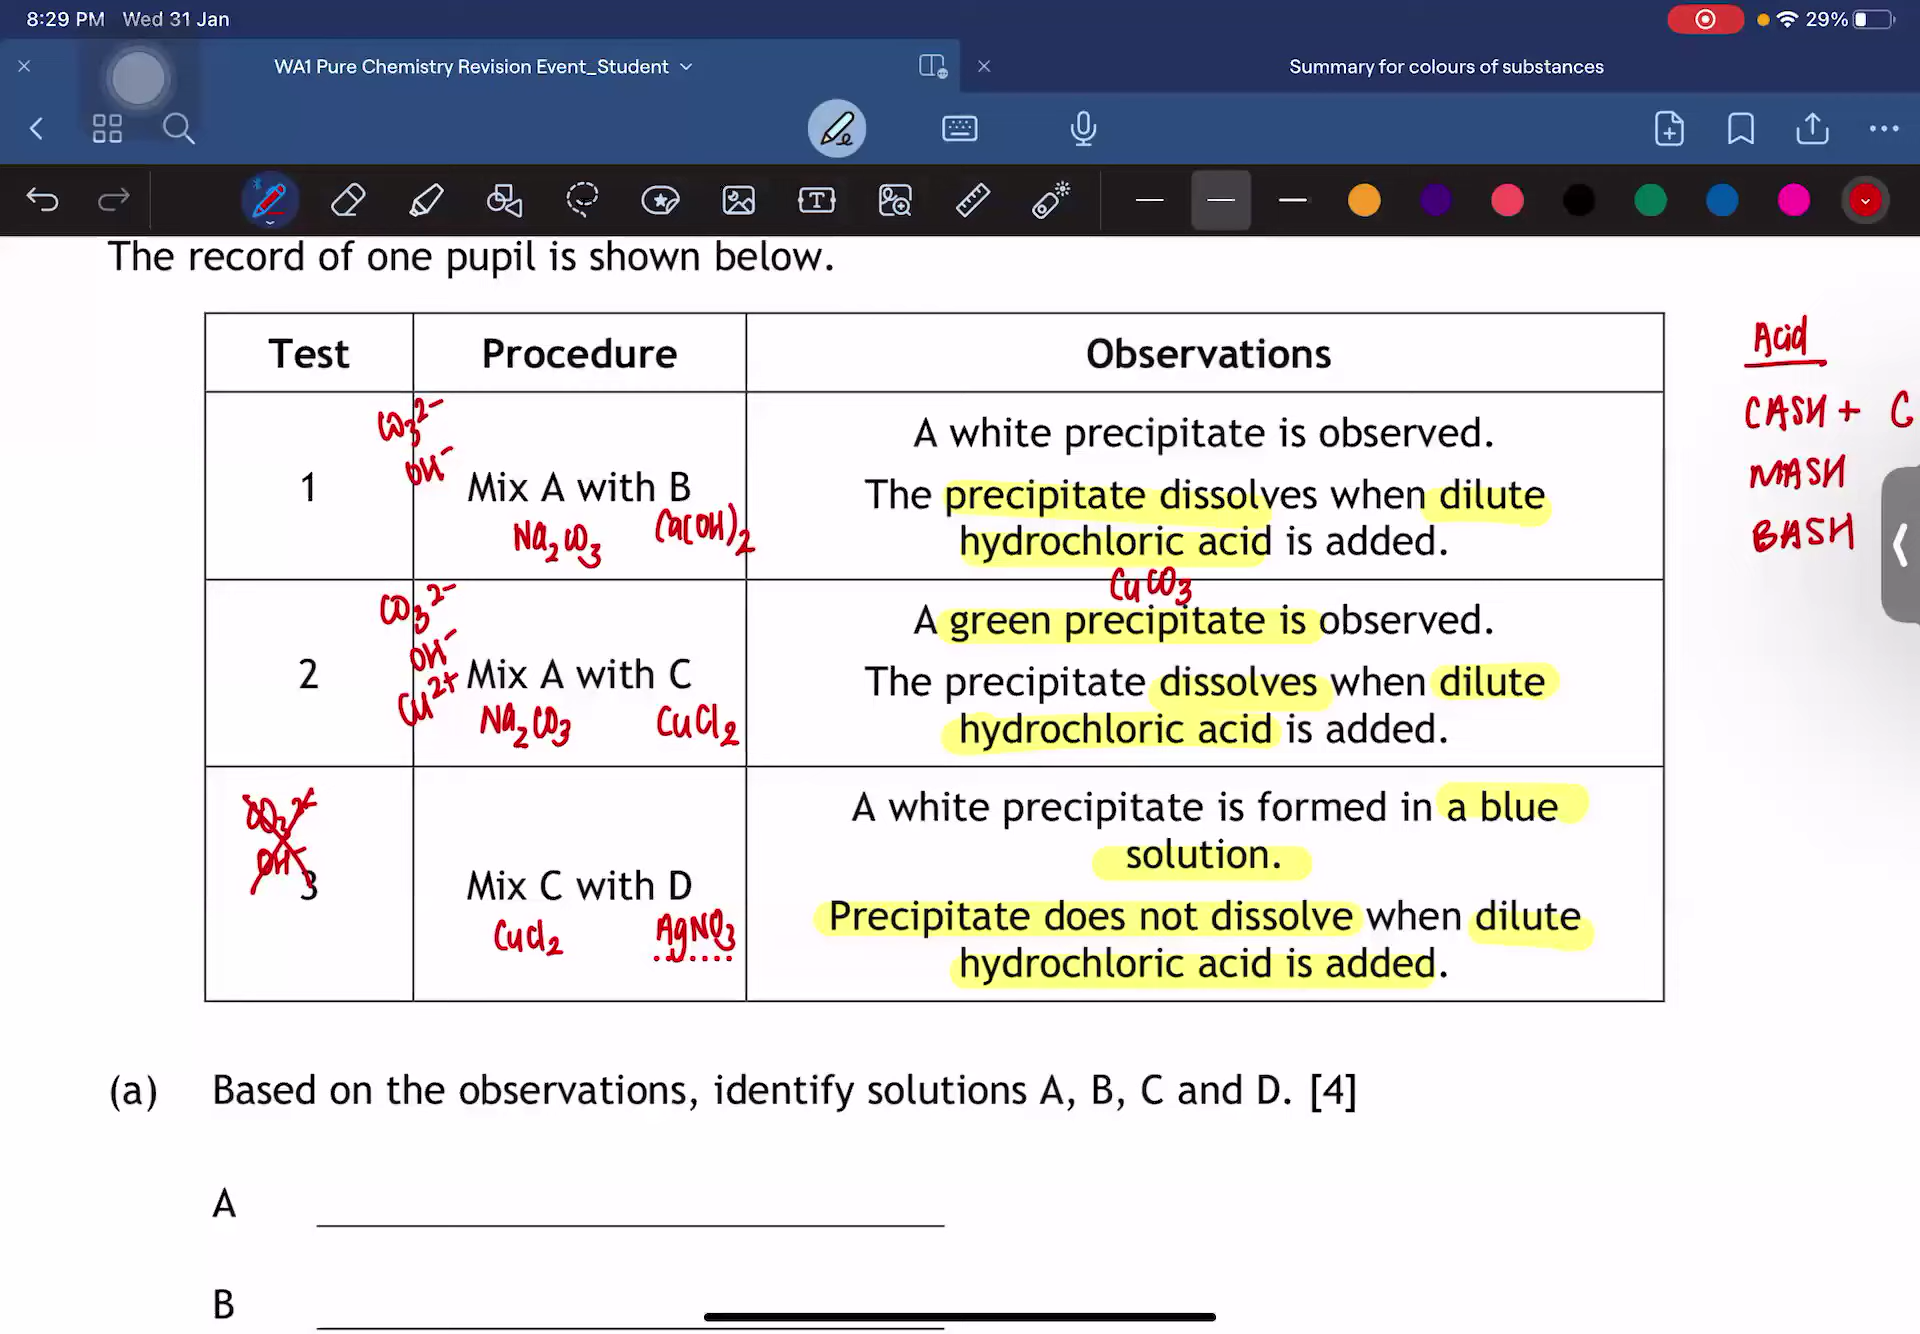 8:29 PM Wed 31 Jan
29%
WA1 Pure Chemistry Revision Event_Student
Summary for colours of substances
The record of one pupil is shown below.
Test Procedure Observations
1
CO₃²⁻
OH⁻
Mix A with B
Na₂CO₃ Ca(OH)₂
A white precipitate is observed.
The precipitate dissolves when dilute
hydrochloric acid is added.
2
CO₃²⁻
OH⁻
Cu²⁺
Mix A with C
Na₂CO₃ CuCl₂
CuCO₃
A green precipitate is observed.
The precipitate dissolves when dilute
hydrochloric acid is added.
CO₃²⁻
OH⁻
3
Mix C with D
CuCl₂ AgNO₃
A white precipitate is formed in a blue
solution.
Precipitate does not dissolve when dilute
hydrochloric acid is added.
Acid
CASH + C
MASH
BASH
(a) Based on the observations, identify solutions A, B, C and D. [4]
A
B